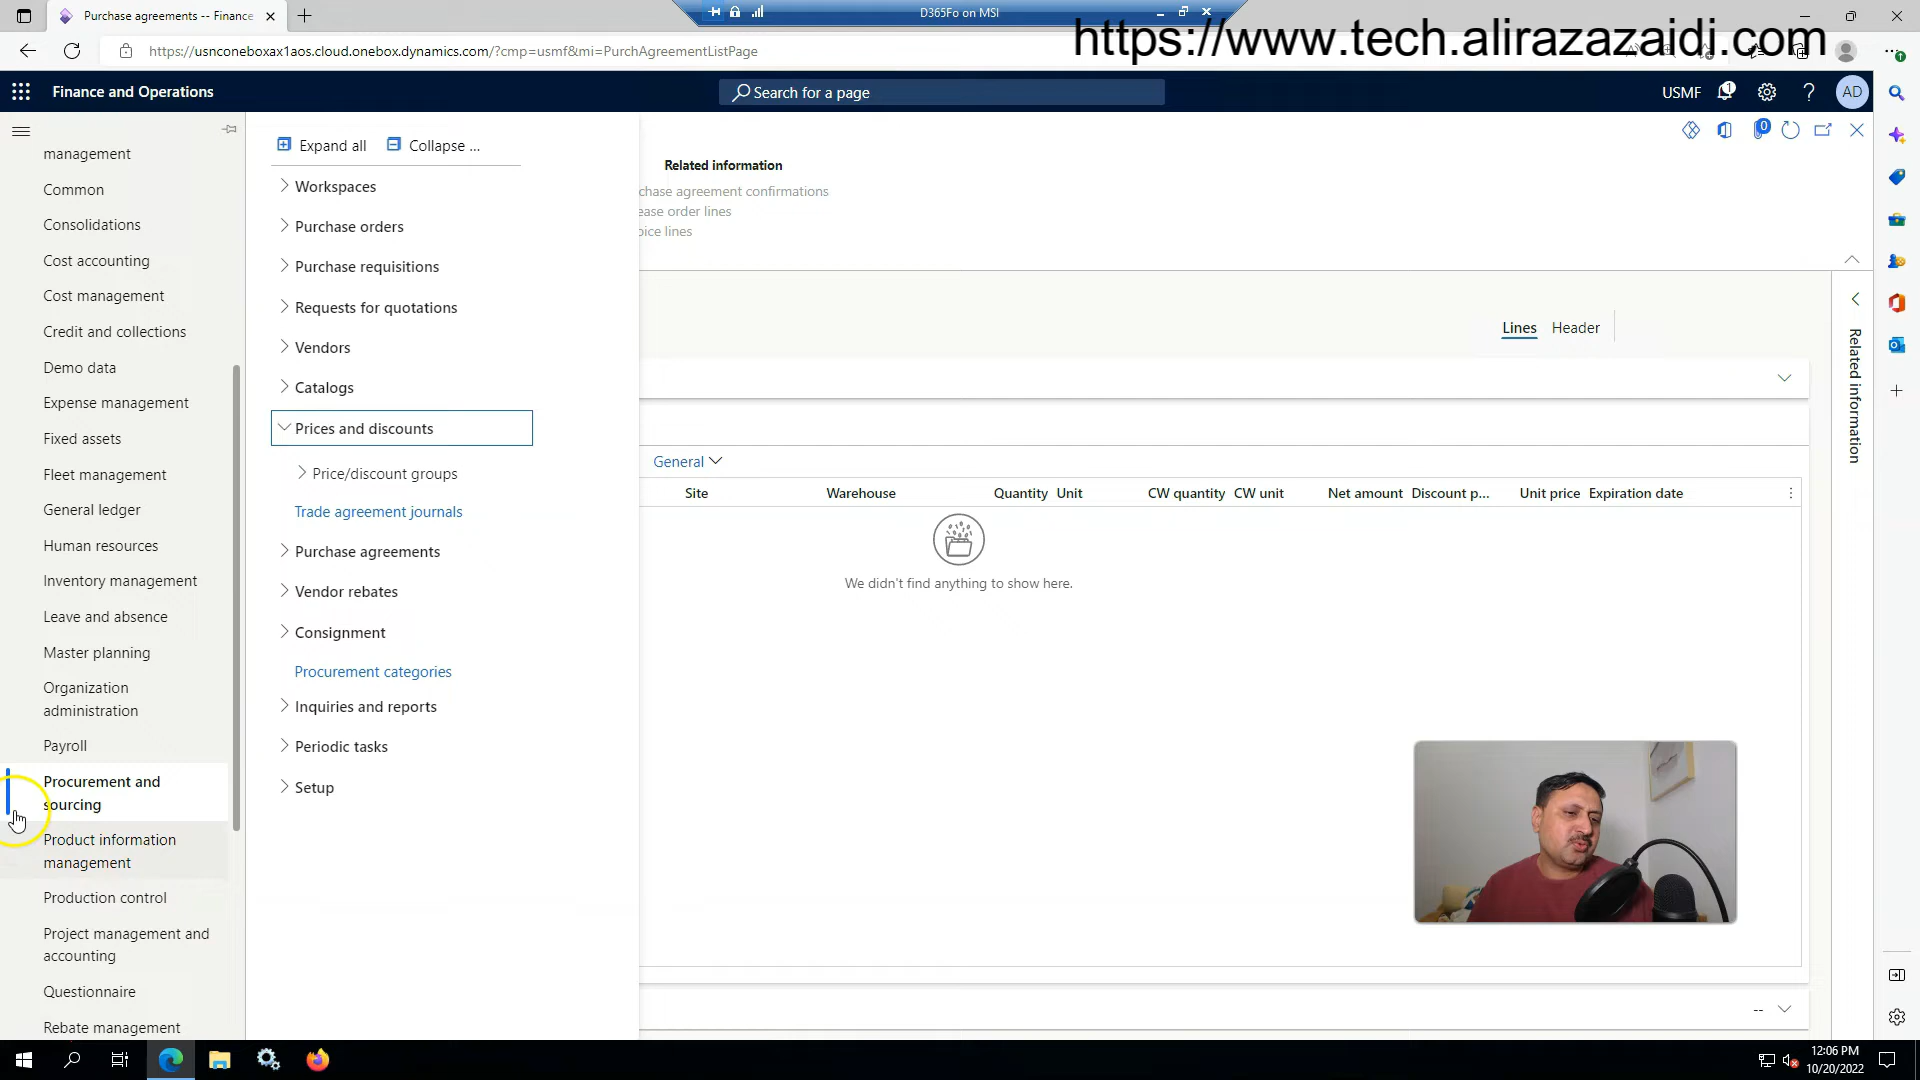 Purchase agreements -- Finance
D365Fo on MSI
https://www.tech.alirazazaidi.com
https://usnconeboxax1aos.cloud.onebox.dynamics.com/?cmp=usmf&mi=PurchAgreementListPage
Finance and Operations
Search for a page
USMF
1
AD
management
Common
Consolidations
Cost accounting
Cost management
Credit and collections
Demo data
Expense management
Fixed assets
Fleet management
General ledger
Human resources
Inventory management
Leave and absence
Master planning
Organization
administration
Payroll
Procurement and
sourcing
Product information
management
Production control
Project management and
accounting
Questionnaire
Rebate management
Expand all
Collapse ...
Workspaces
Purchase orders
Purchase requisitions
Requests for quotations
Vendors
Catalogs
Prices and discounts
Price/discount groups
Trade agreement journals
Purchase agreements
Vendor rebates
Consignment
Procurement categories
Inquiries and reports
Periodic tasks
Setup
0
Related information
chase agreement confirmations
ease order lines
oice lines
Lines Header
General
Site Warehouse Quantity Unit CW quantity CW unit Net amount Discount p... Unit price Expiration date
We didn't find anything to show here.
--
Related information
12:06 PM
10/20/2022